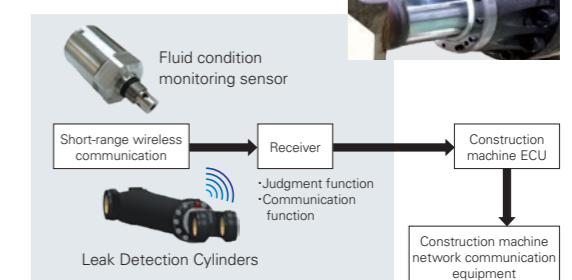 Fluid condition
monitoring sensor
Short-range wireless
communication
Receiver
Construction
machine ECU
・Judgment function
・Communication
function
Leak Detection Cylinders
Construction machine
network communication
equipment